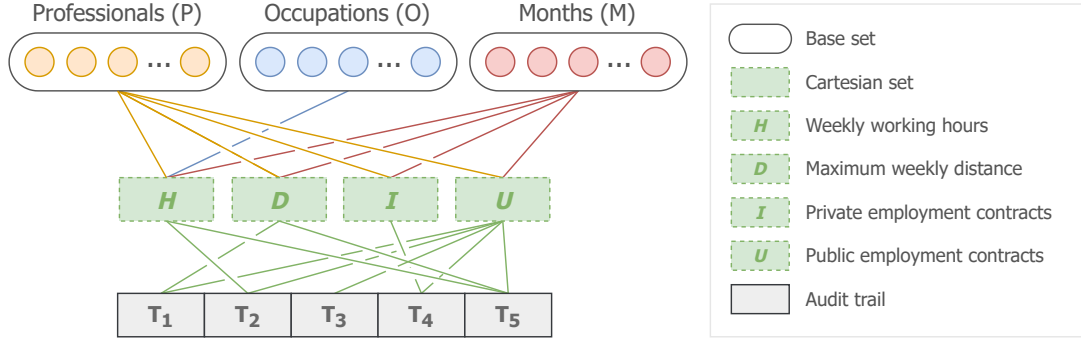 Professionals (P) Occupations (O) Months (M)
... ... ...
H D I U
T1 T2 T3 T4 T5
Base set
Cartesian set
H Weekly working hours
D Maximum weekly distance
I Private employment contracts
U Public employment contracts
Audit trail